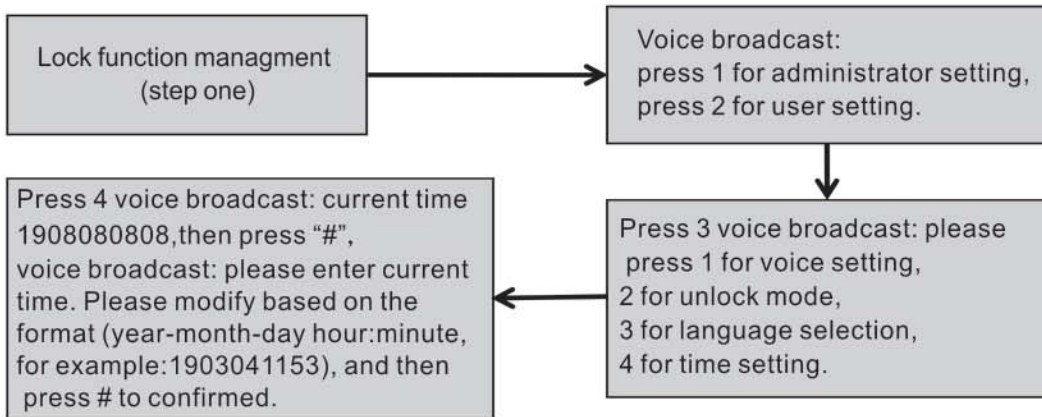 Lock function managment
(step one)
Voice broadcast:
press 1 for administrator setting,
press 2 for user setting.
Press 3 voice broadcast: please
press 1 for voice setting,
2 for unlock mode,
3 for language selection,
4 for time setting.
Press 4 voice broadcast: current time
1908080808,then press “#”,
voice broadcast: please enter current
time. Please modify based on the
format (year-month-day hour:minute,
for example:1903041153), and then
press # to confirmed.